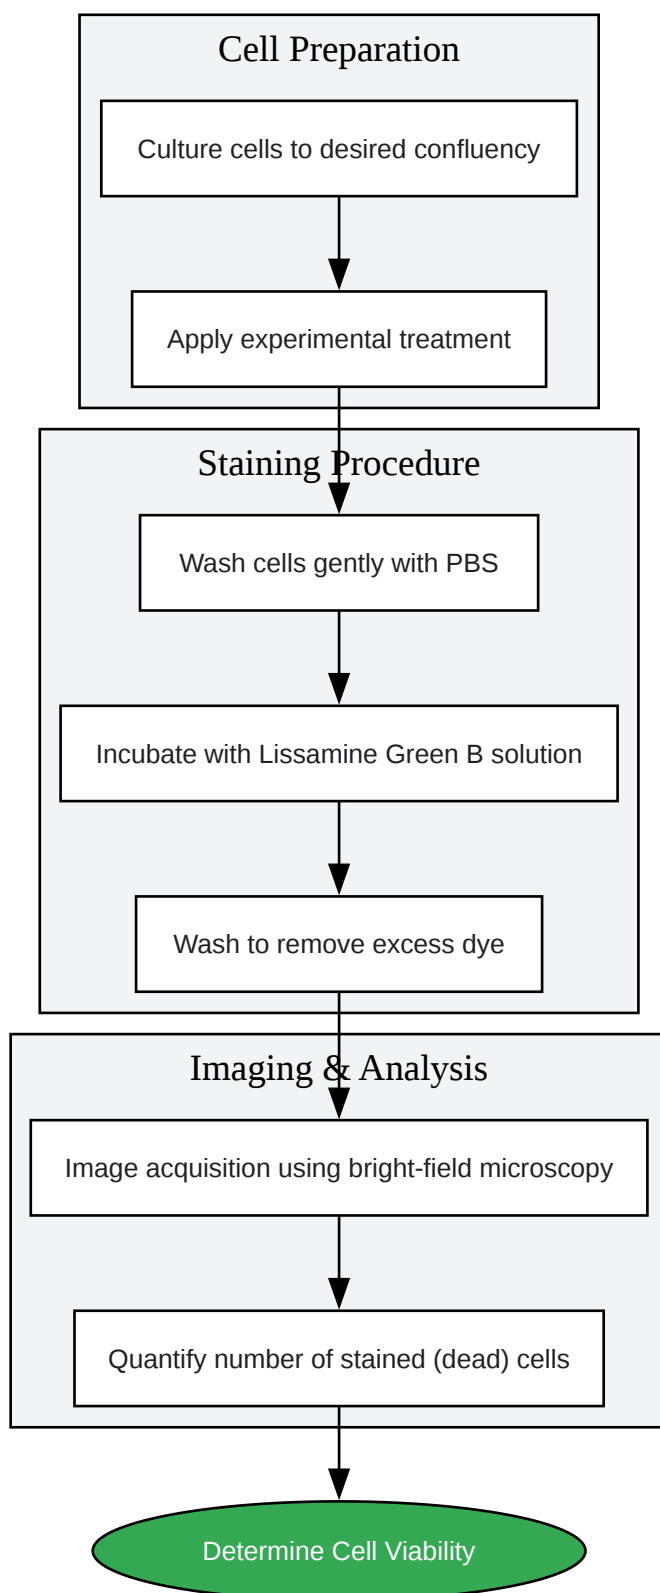 Cell Preparation
Culture cells to desired confluency
Apply experimental treatment
Staining Procedure
Wash cells gently with PBS
Incubate with Lissamine Green B solution
Wash to remove excess dye
Imaging & Analysis
Image acquisition using bright-field microscopy
Quantify number of stained (dead) cells
Determine Cell Viability